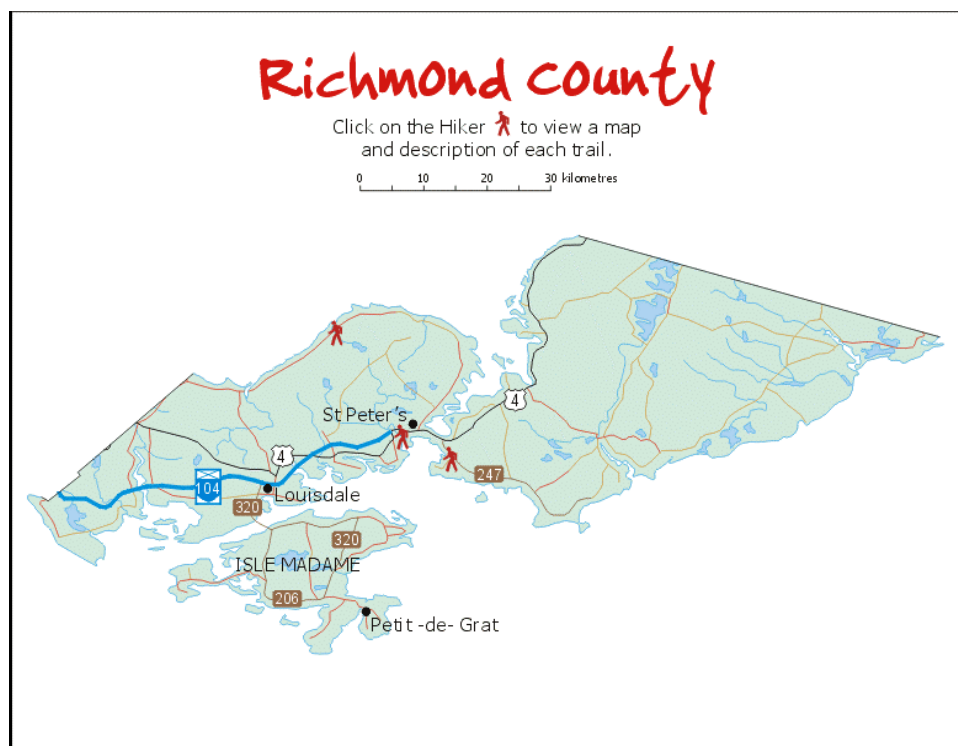 Richmond County
Click on the Hiker to view a map
and description of each trail.
0 10 20 30 kilometres
4
St Peter's
4
247
104
Louisdale
320
320
ISLE MADAME
206
Petit -de- Grat